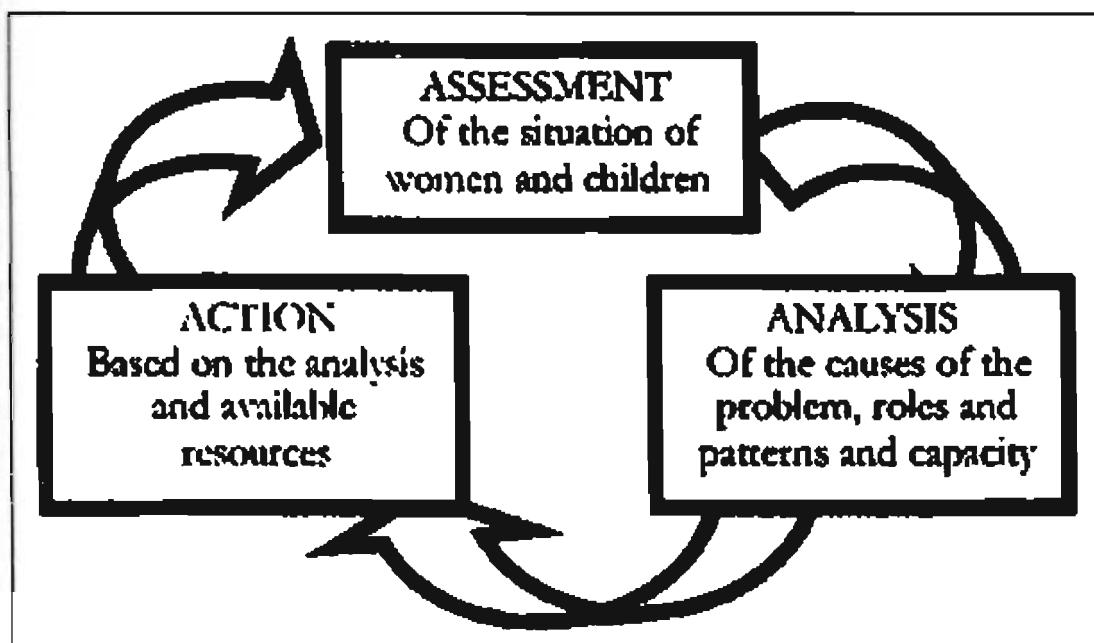 ASSESSMENT
Of the situation of
women and children
ACTION
Based on the analysis
and available
resources
ANALYSIS
Of the causes of the
problem, roles and
patterns and capacity